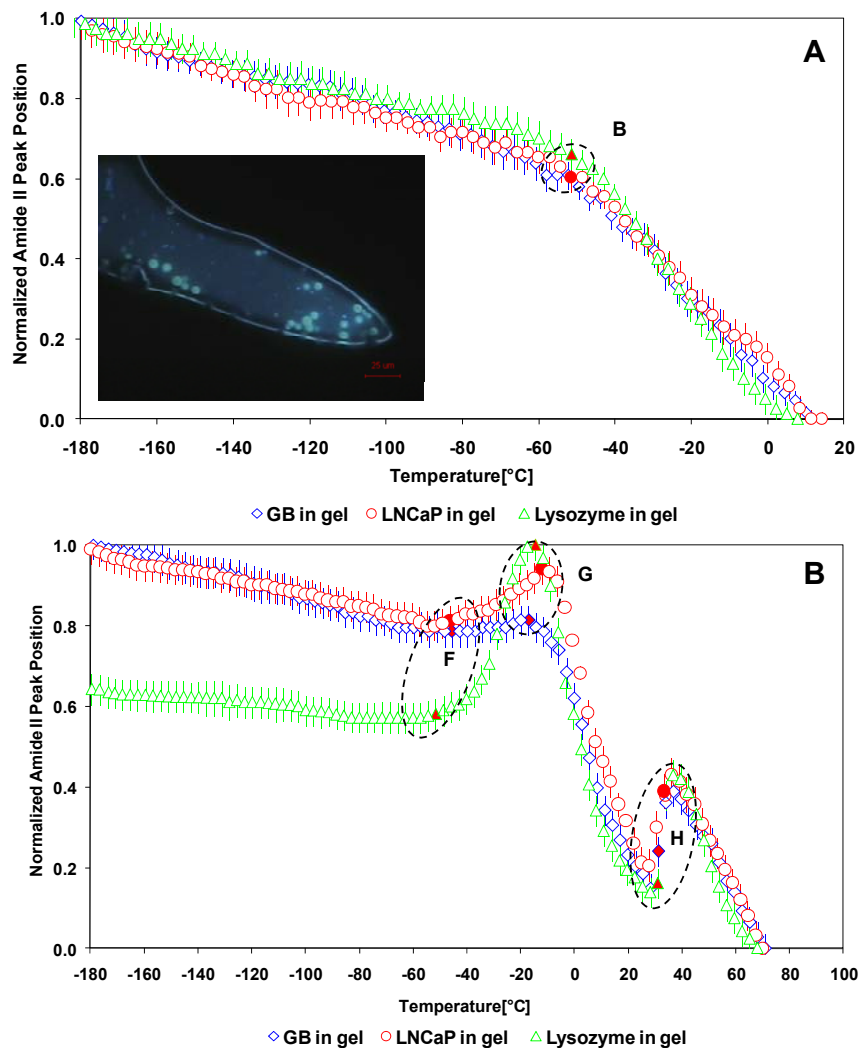 1.0
0.8
0.6
0.4
0.2
0.0
Normalized Amide II Peak Position
A
B
25 um
-180 -160 -140 -120 -100 -80 -60 -40 -20 0 20
Temperature[°C]
GB in gel LNCaP in gel Lysozyme in gel
1.0
0.8
0.6
0.4
0.2
0.0
Normalized Amide II Peak Position
B
G
F
H
-180 -160 -140 -120 -100 -80 -60 -40 -20 0 20 40 60 80 100
Temperature[°C]
GB in gel LNCaP in gel Lysozyme in gel